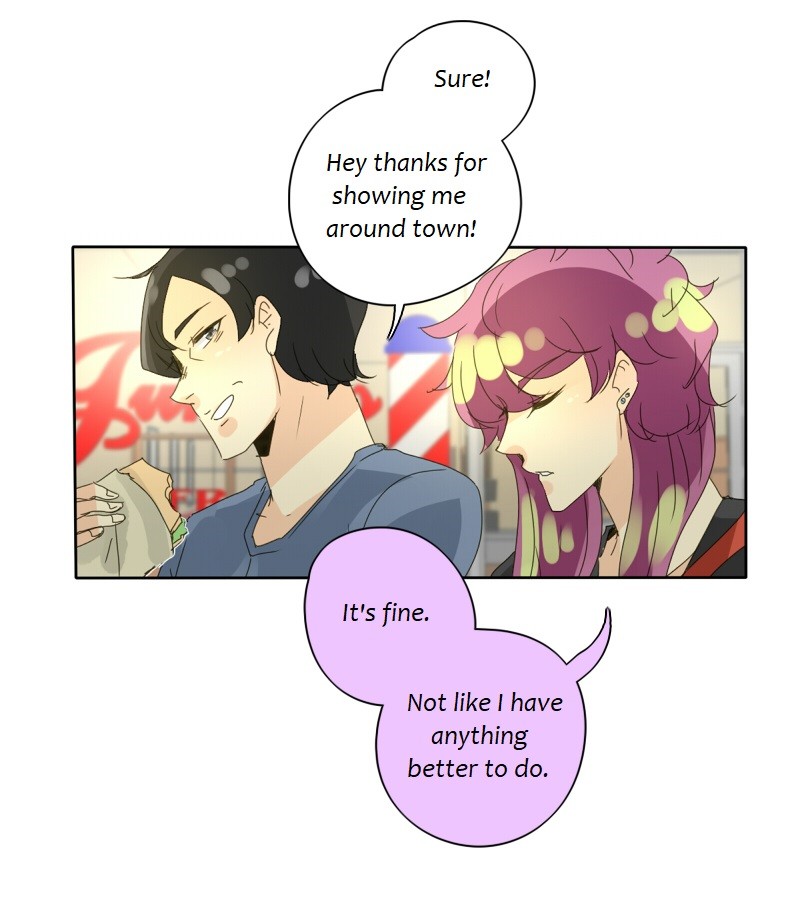 Sure!
Hey thanks for
showing me
around town!
It's fine.
Not like I have
anything
better to do.